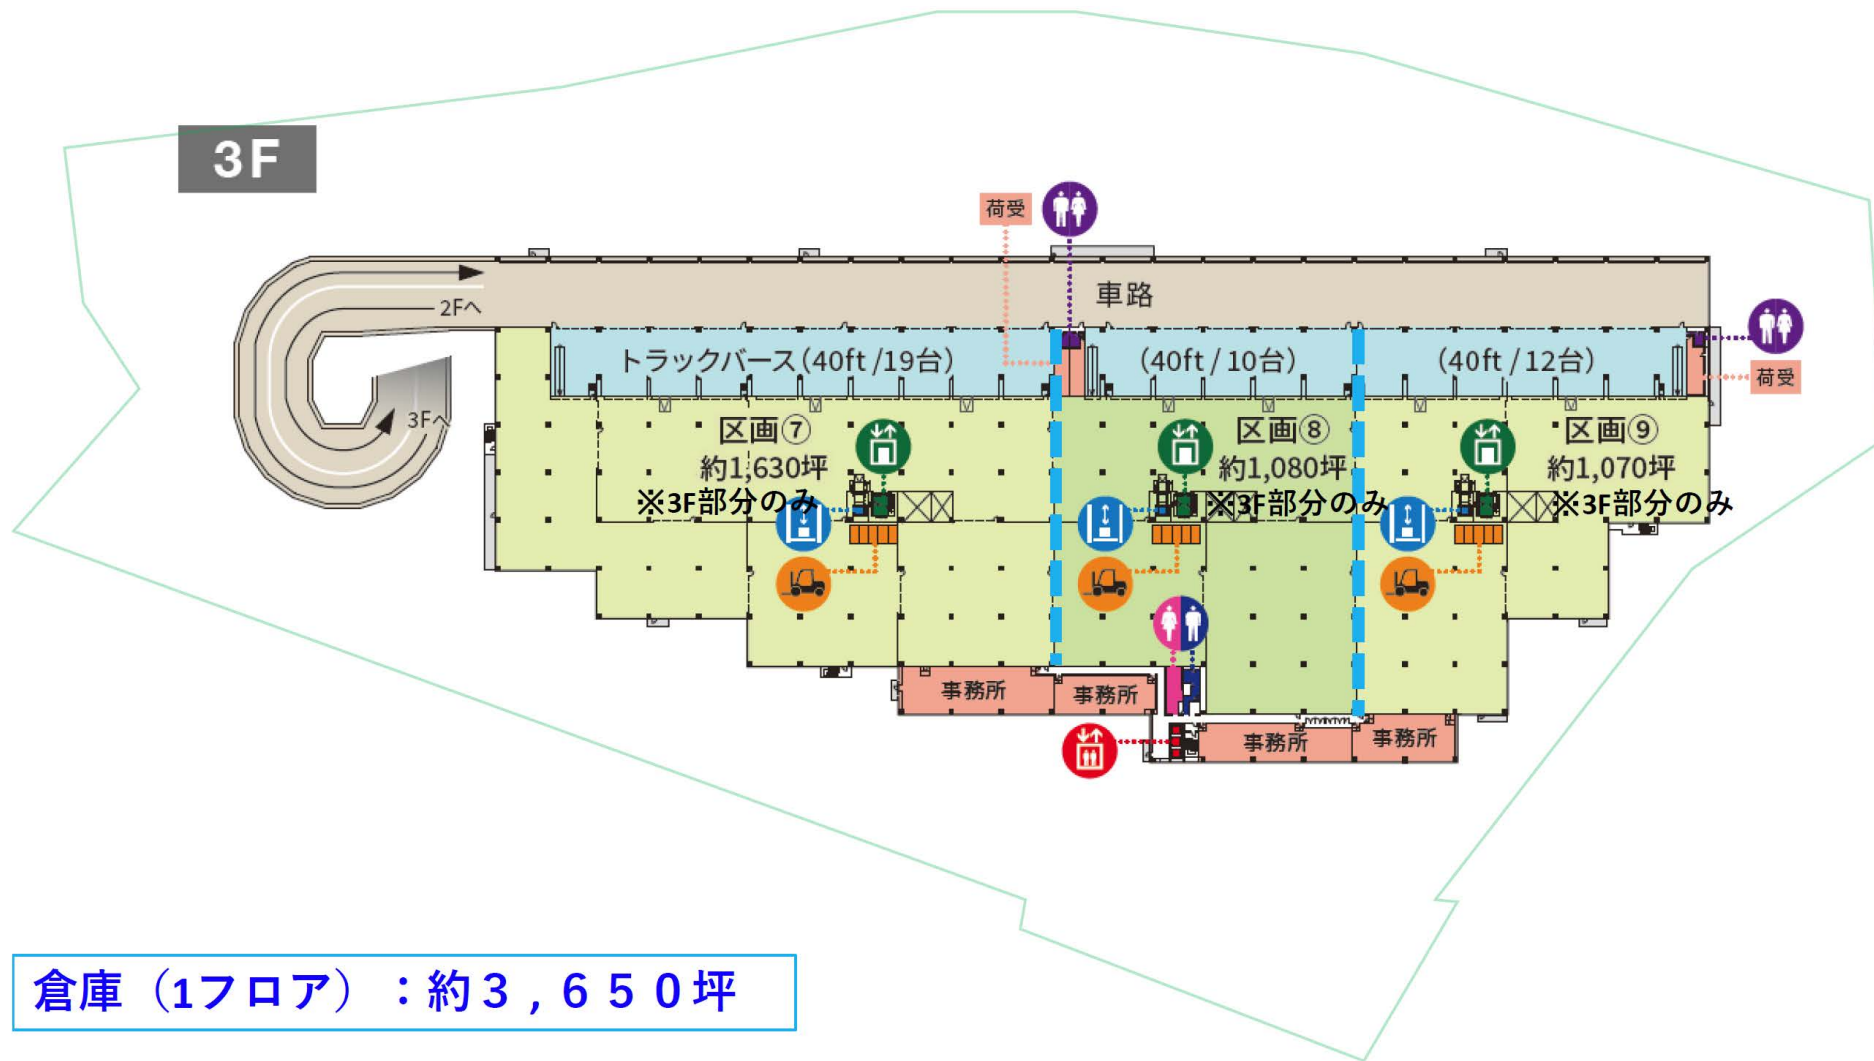 3F
荷受
車路
2Fへ
3Fへ
トラックバース(40ft /19台)
(40ft / 10台)
(40ft / 12台)
荷受
区画⑦
約1,630坪
※3F部分のみ
区画⑧
約1,080坪
※3F部分のみ
区画⑨
約1,070坪
※3F部分のみ
事務所
事務所
事務所
事務所
倉庫（1フロア）：約３,６５０坪